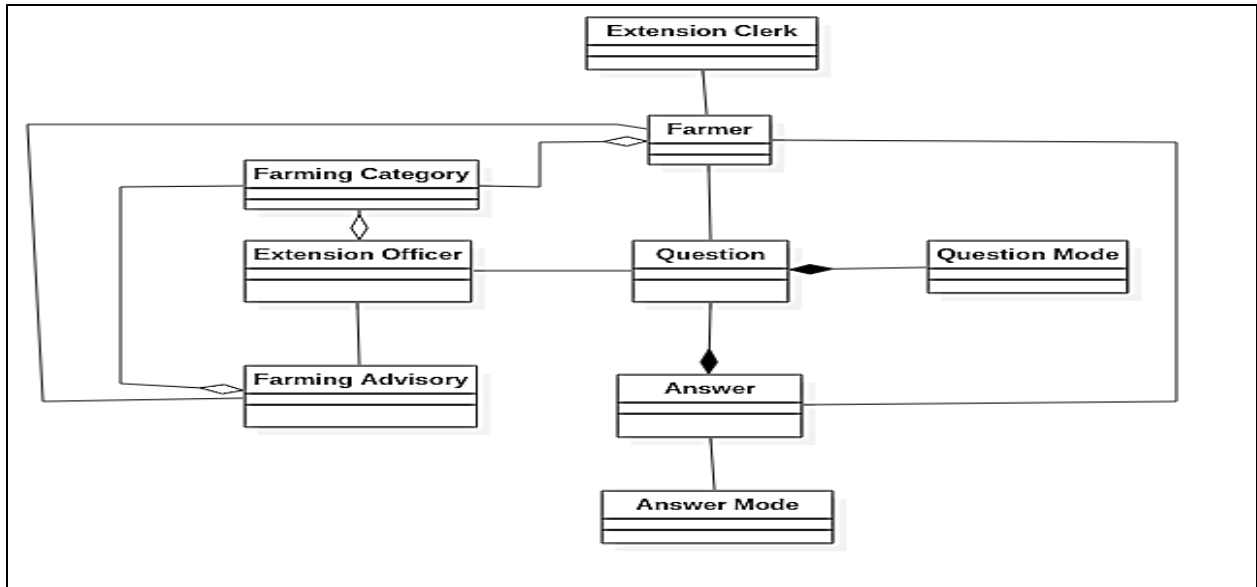 Extension Clerk
Farmer
Farming Category
Extension Officer
Question
Question Mode
Farming Advisory
Answer
Answer Mode